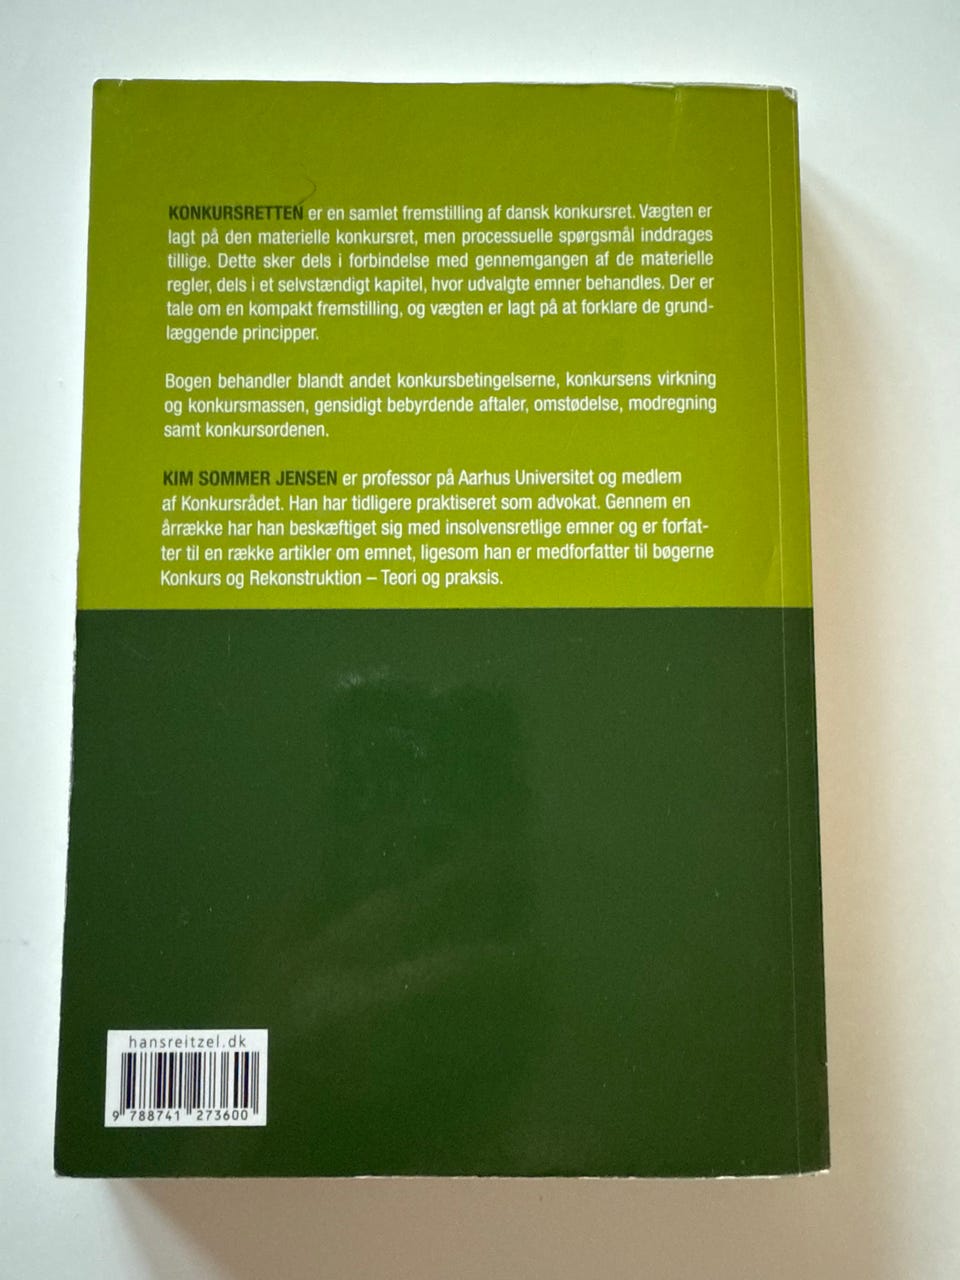 KONKURSRETTEN er en samlet fremstilling af dansk konkursret. Vægten er
lagt på den materielle konkursret, men processuelle spørgsmål inddrages
tillige. Dette sker dels i forbindelse med gennemgangen af de materielle
regler, dels i et selvstændigt kapitel, hvor udvalgte emner behandles. Der er
tale om en kompakt fremstilling, og vægten er lagt på at forklare de grund-
læggende principper.
Bogen behandler blandt andet konkursbetingelserne, konkursens virkning
og konkursmassen, gensidigt bebyrdende aftaler, omstødelse, modregning
samt konkursordenen.
KIM SOMMER JENSEN er professor på Aarhus Universitet og medlem
af Konkursrådet. Han har tidligere praktiseret som advokat. Gennem en
årrække har han beskæftiget sig med insolvensretlige emner og er forfat-
ter til en række artikler om emnet, ligesom han er medforfatter til bøgerne
Konkurs og Rekonstruktion – Teori og praksis.
hansreitzel.dk
9 788741 273600